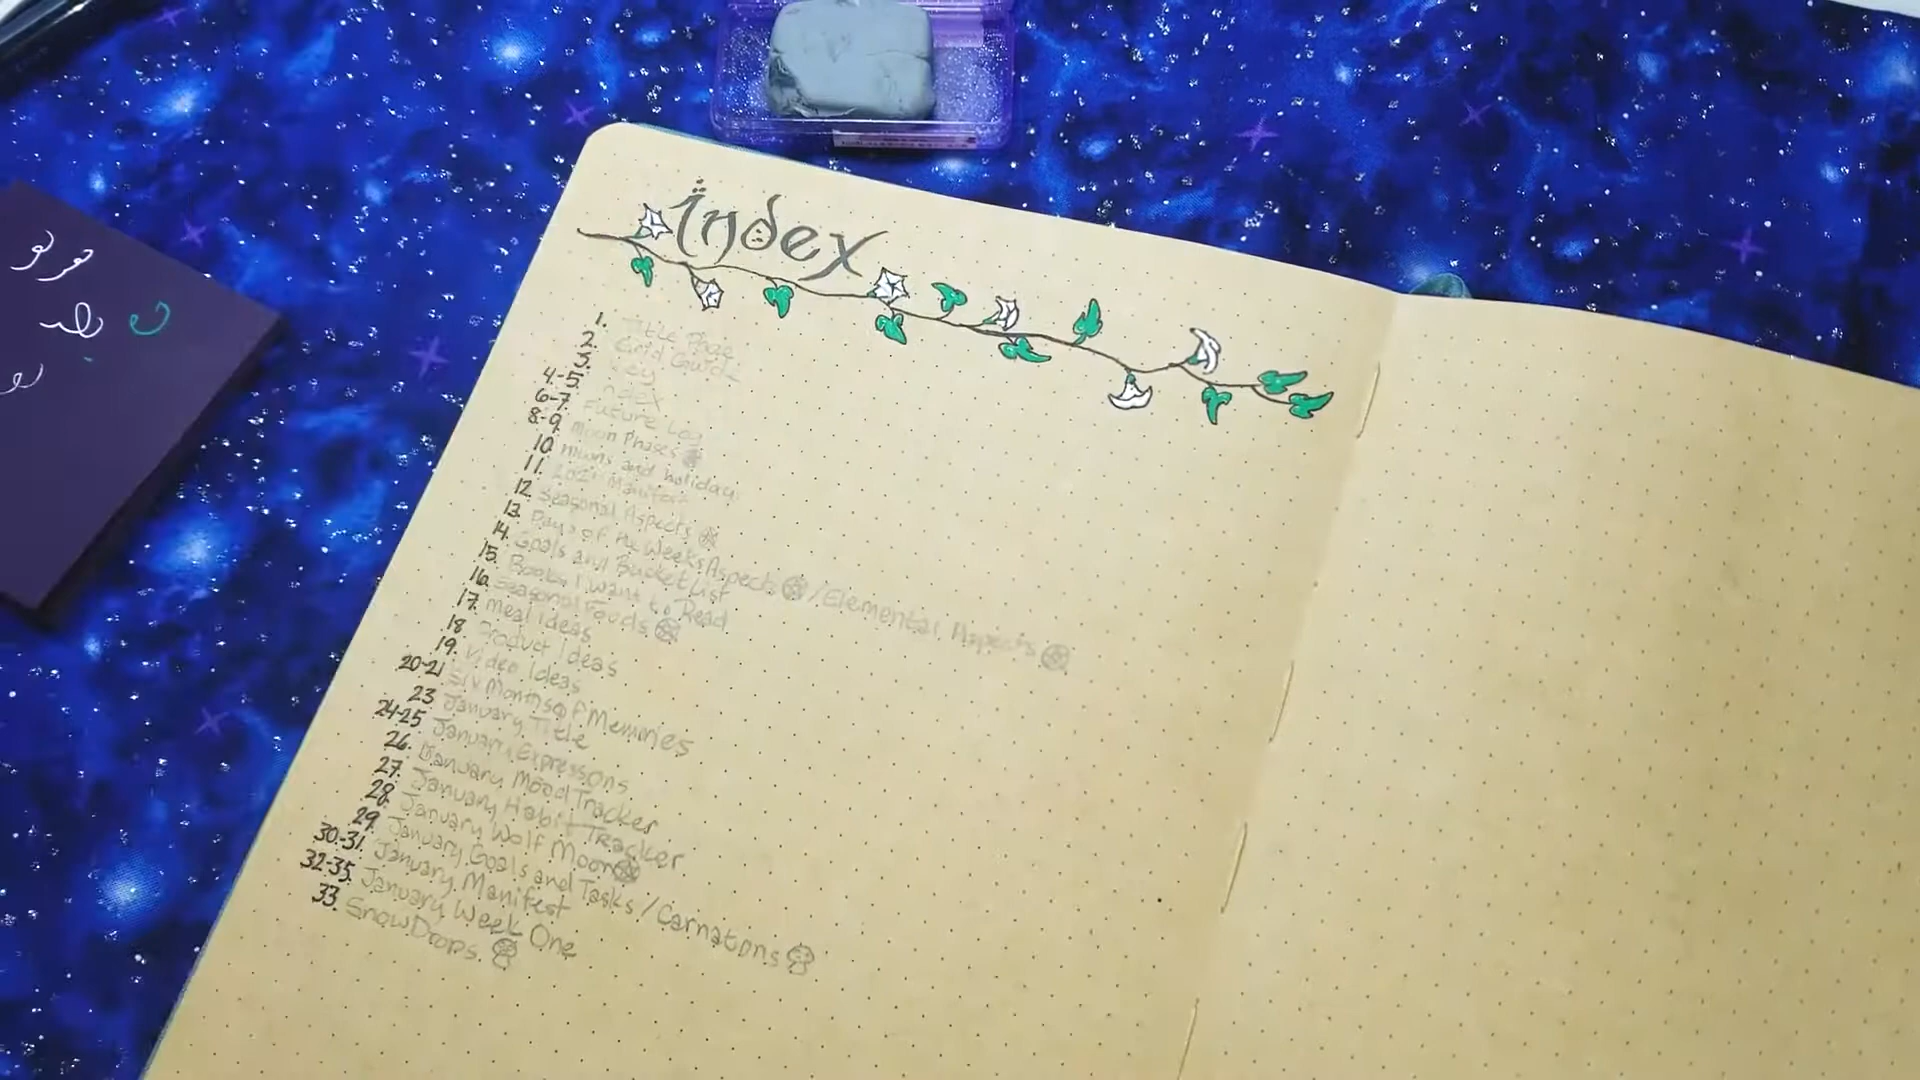 index
1. Title Page
2. Grid Guide
3. Key
4-5. Index
6-7. Future Log
8-9. Moon Phases
10. Moons and holidays
11. 2021 Manifest
12. Seasonal Aspects
13. Days of the Weeks Aspects / Elemental Aspects
14. Goals and Bucket List
15. Books I want to Read
16. Seasonal Foods
17. Meal Ideas
18. Product Ideas
19. Video Ideas
20-21 Six Months of Memories
23 January Title
24-25 January Expressions
26. January Mood Tracker
27. January Habit Tracker
28. January Wolf Moon
29. January Goals and Tasks / Carnations
30-31. January Manifest
32-35. January Week One
33. SnowDrops